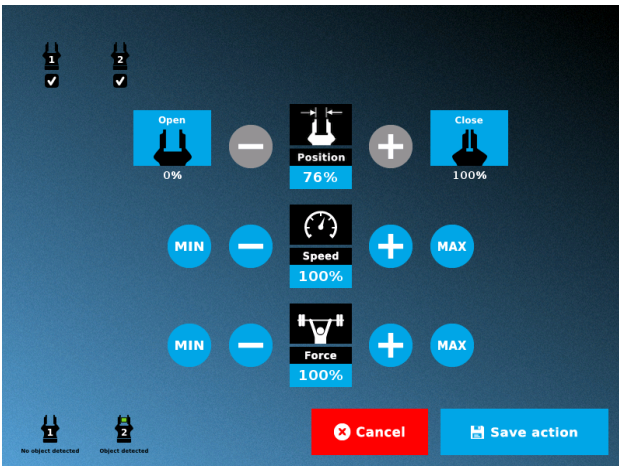 1
2
Open
Close
Position
0%
76%
100%
MIN
Speed
MAX
100%
MIN
Force
MAX
100%
1
2
No object detected
Object detected
Cancel
Save action